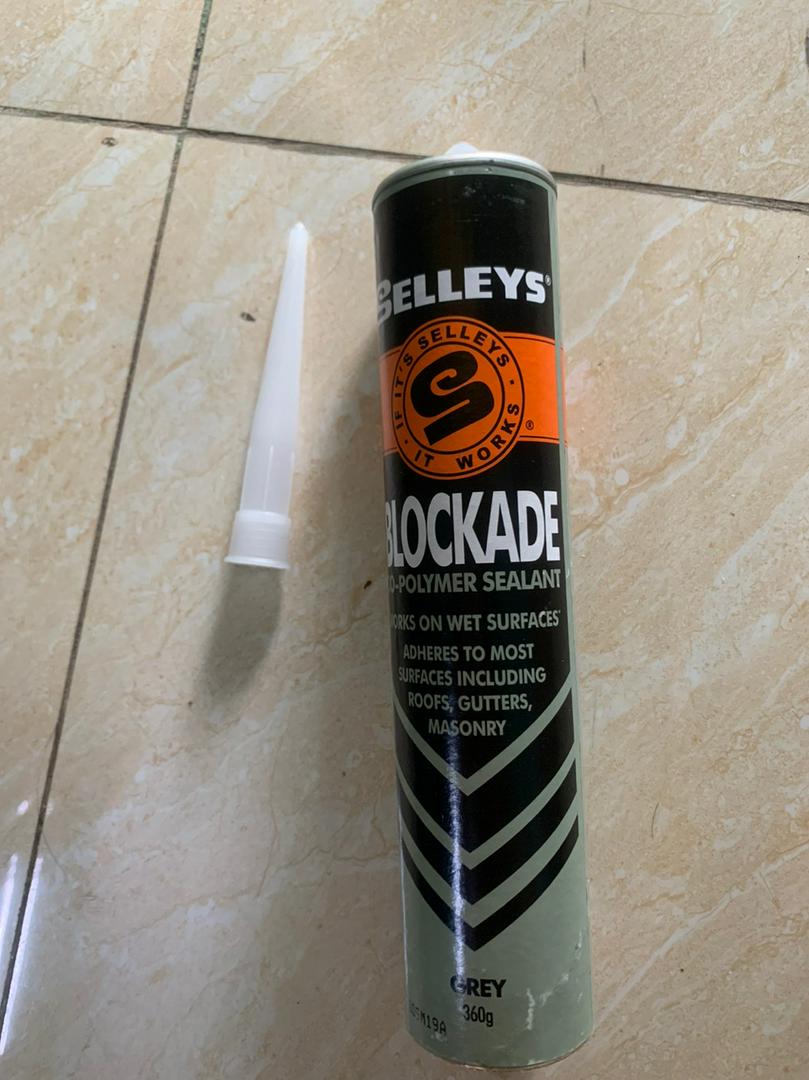 SELLEYS®
IF IT'S SELLEYS · IT WORKS ·
®
BLOCKADE
-POLYMER SEALANT
WORKS ON WET SURFACES*
ADHERES TO MOST
SURFACES INCLUDING
ROOFS, GUTTERS,
MASONRY
GREY
360g